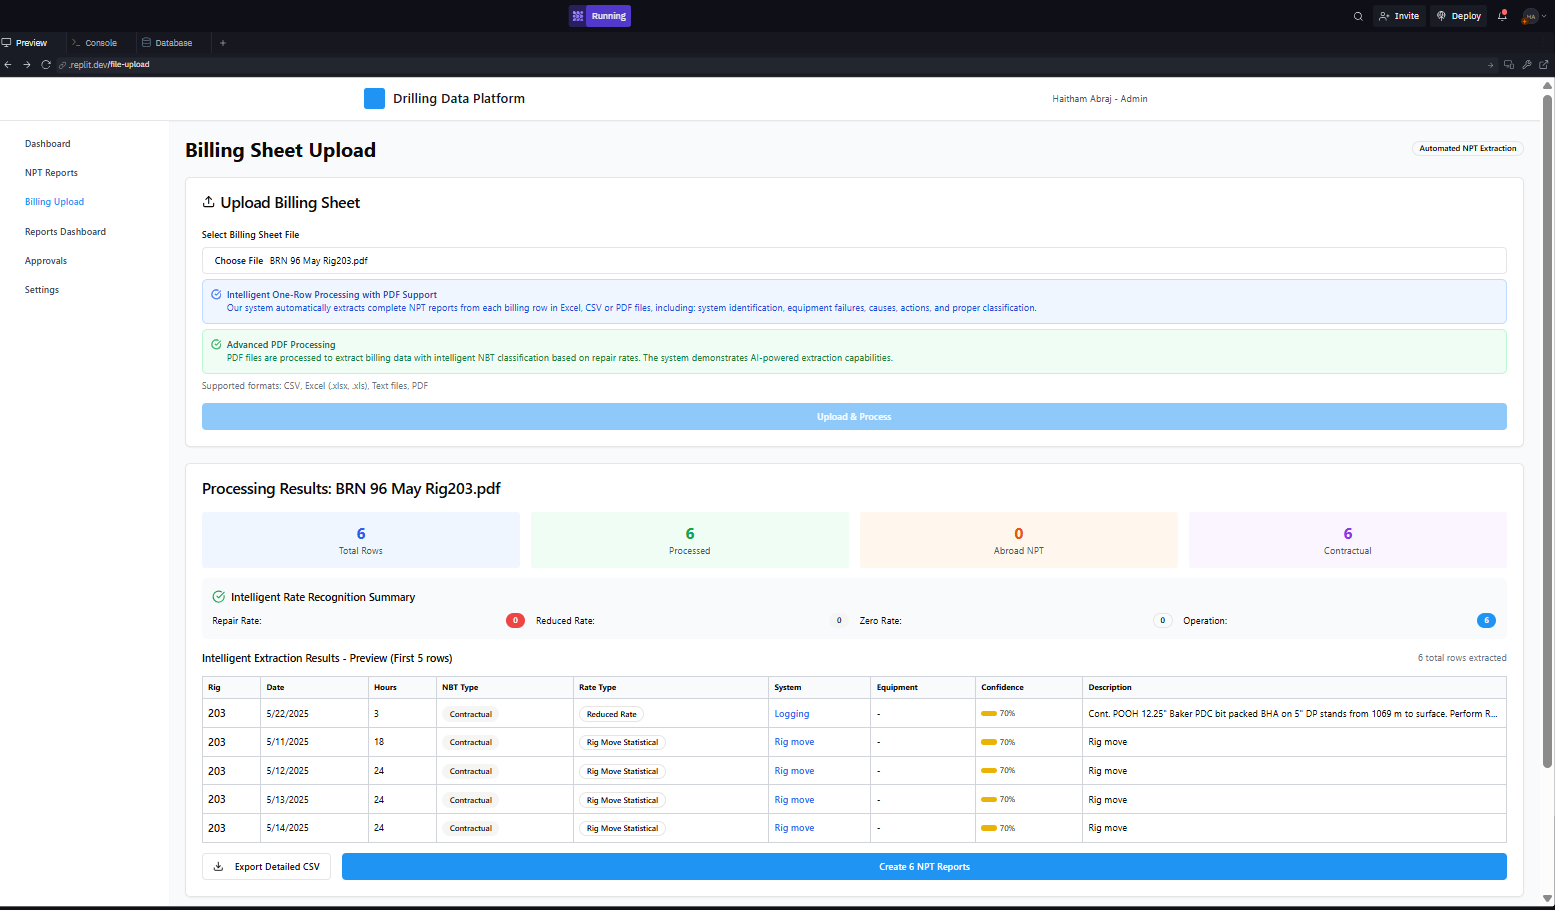 Running
Invite
Deploy
HA
Preview
Console
Database
.replit.dev/file-upload
Drilling Data Platform
Haitham Abraj - Admin
Dashboard
NPT Reports
Billing Upload
Reports Dashboard
Approvals
Settings
Billing Sheet Upload
Automated NPT Extraction
Upload Billing Sheet
Select Billing Sheet File
Choose File BRN 96 May Rig203.pdf
Intelligent One-Row Processing with PDF Support
Our system automatically extracts complete NPT reports from each billing row in Excel, CSV or PDF files, including: system identification, equipment failures, causes, actions, and proper classification.
Advanced PDF Processing
PDF files are processed to extract billing data with intelligent NBT classification based on repair rates. The system demonstrates AI-powered extraction capabilities.
Supported formats: CSV, Excel (.xlsx, .xls), Text files, PDF
Upload & Process
Processing Results: BRN 96 May Rig203.pdf
6
Total Rows
6
Processed
0
Abroad NPT
6
Contractual
Intelligent Rate Recognition Summary
Repair Rate: 0 Reduced Rate: 0 Zero Rate: 0 Operation: 6
Intelligent Extraction Results - Preview (First 5 rows)
6 total rows extracted
Rig Date Hours NBT Type Rate Type System Equipment Confidence Description
203 5/22/2025 3 Contractual Reduced Rate Logging - 70% Cont. POOH 12.25" Baker PDC bit packed BHA on 5" DP stands from 1069 m to surface. Perform R...
203 5/11/2025 18 Contractual Rig Move Statistical Rig move - 70% Rig move
203 5/12/2025 24 Contractual Rig Move Statistical Rig move - 70% Rig move
203 5/13/2025 24 Contractual Rig Move Statistical Rig move - 70% Rig move
203 5/14/2025 24 Contractual Rig Move Statistical Rig move - 70% Rig move
Export Detailed CSV
Create 6 NPT Reports